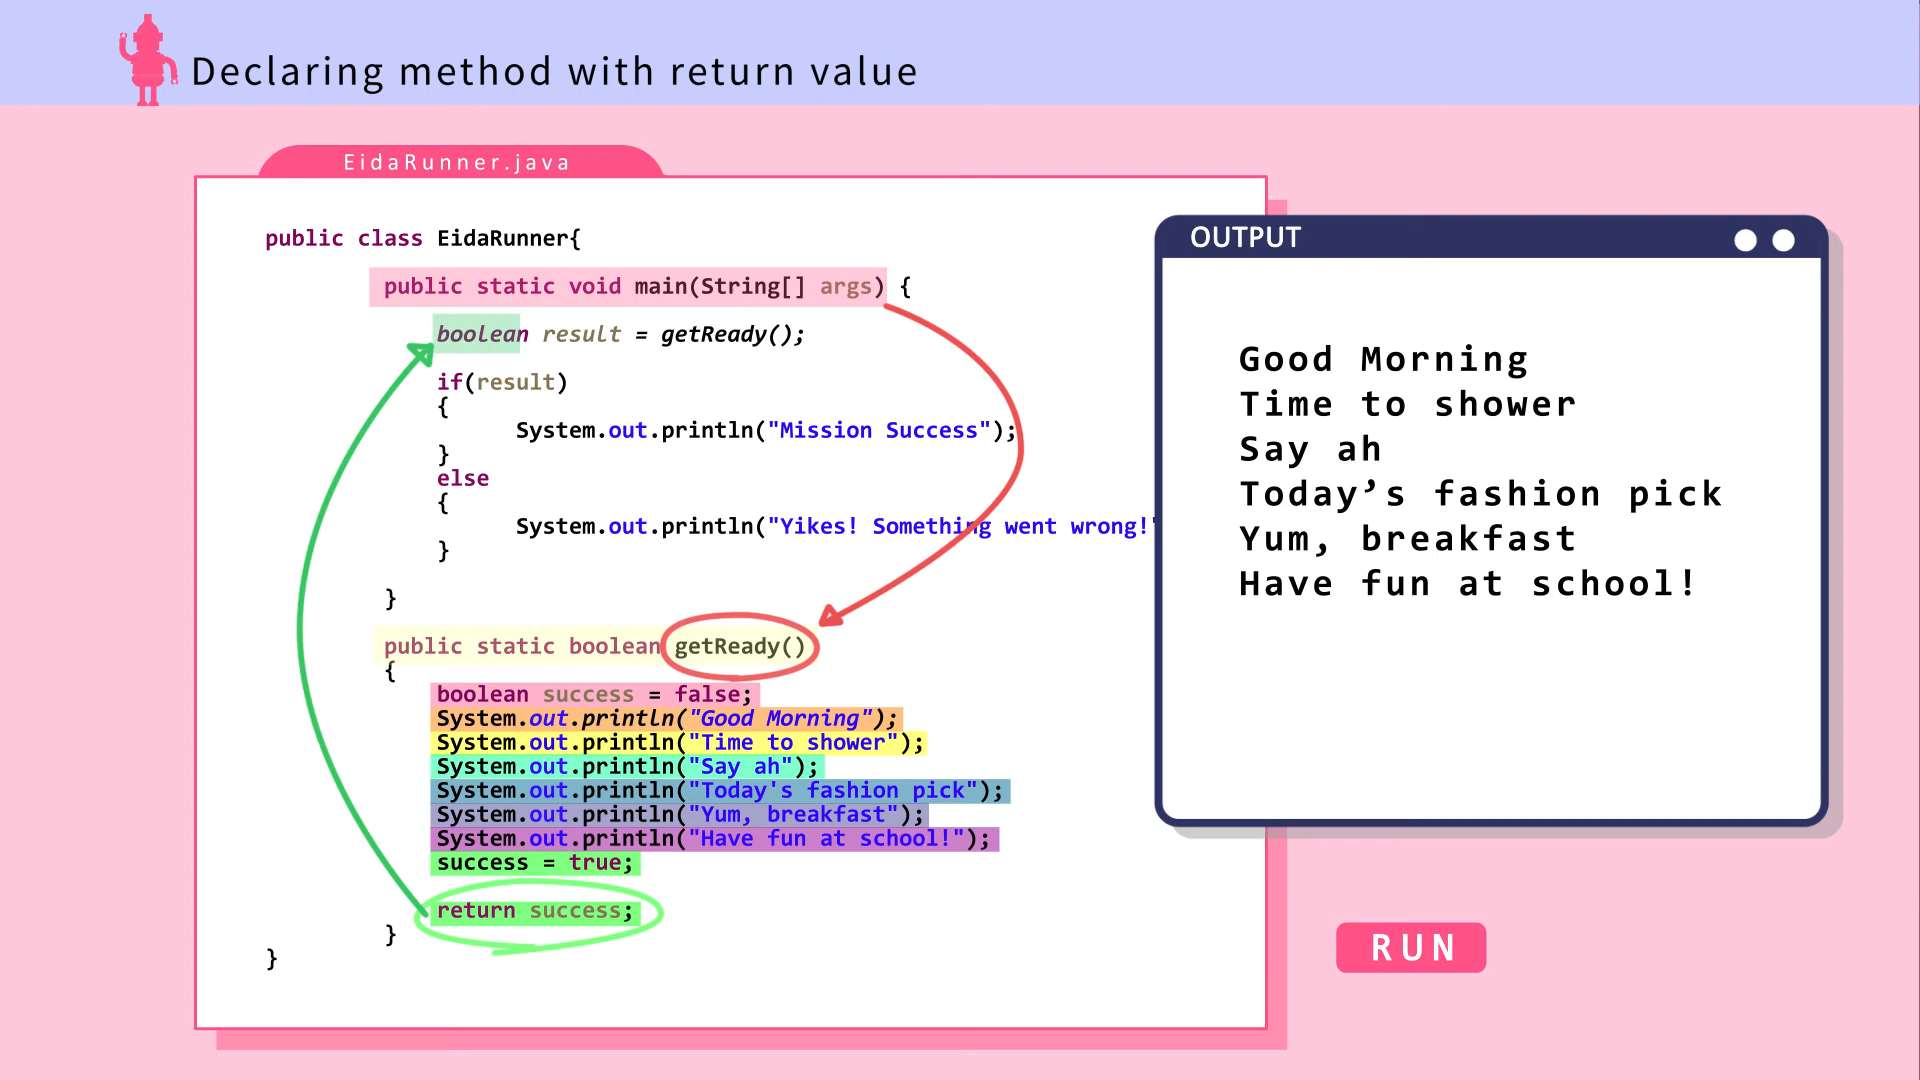 Declaring method with return value
EidaRunner.java
public class EidaRunner{
public static void main(String[] args) {
boolean result = getReady();
if(result)
{
System.out.println("Mission Success");
}
else
{
System.out.println("Yikes! Something went wrong!"
}
}
public static boolean getReady()
{
boolean success = false;
System.out.println("Good Morning");
System.out.println("Time to shower");
System.out.println("Say ah");
System.out.println("Today's fashion pick");
System.out.println("Yum, breakfast");
System.out.println("Have fun at school!");
success = true;
return success;
}
}
OUTPUT
Good Morning
Time to shower
Say ah
Today’s fashion pick
Yum, breakfast
Have fun at school!
RUN